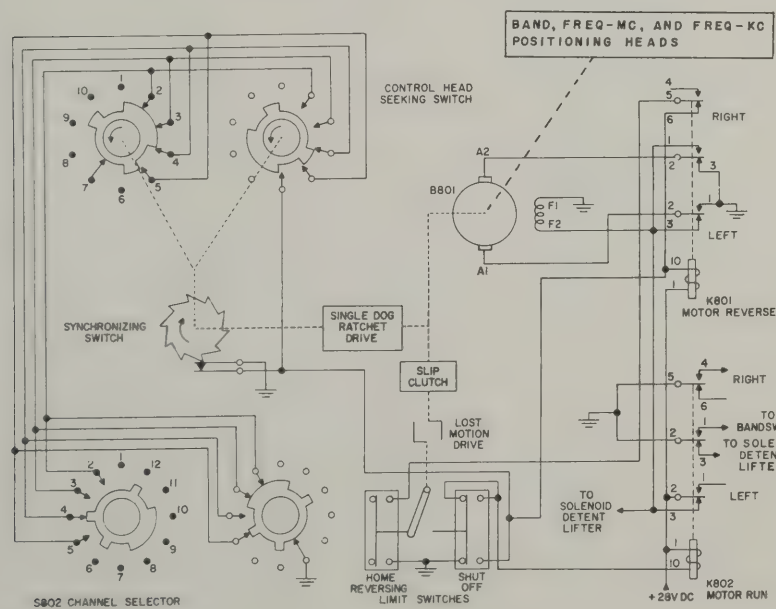 BAND, FREQ-MC, AND FREQ-KC
POSITIONING HEADS
CONTROL HEAD
SEEKING SWITCH
1
2
3
4
5
6
7
8
9
10
A2
B801
A1
F1
F2
4
5
6
RIGHT
1
2
3
1
2
3
LEFT
10
1
K801
MOTOR REVERSE
SYNCHRONIZING
SWITCH
SINGLE DOG
RATCHET
DRIVE
SLIP
CLUTCH
LOST
MOTION
DRIVE
4
5
RIGHT
6
1
TO
BANDSW
2
TO SOLE
3
DETEN
LIFTER
1
2
LEFT
3
TO
SOLENOID
DETENT
LIFTER
1
10
K802
MOTOR RUN
+28V DC
1
12
2
11
3
10
4
9
5
8
6
7
HOME
REVERSING
SHUT
OFF
LIMIT SWITCHES
S802 CHANNEL SELECTOR